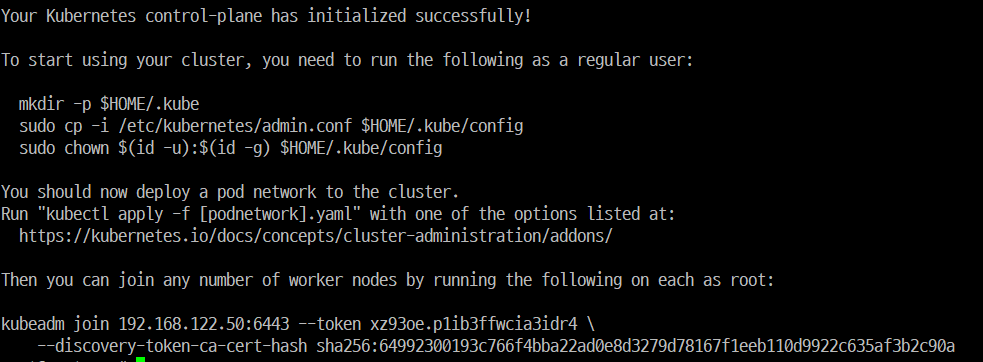 Your Kubernetes control-plane has initialized successfully!
To start using your cluster, you need to run the following as a regular user:
mkdir -p $HOME/.kube
sudo cp -i /etc/kubernetes/admin.conf $HOME/.kube/config
sudo chown $(id -u):$(id -g) $HOME/.kube/config
You should now deploy a pod network to the cluster.
Run "kubectl apply -f [podnetwork].yaml" with one of the options listed at:
https://kubernetes.io/docs/concepts/cluster-administration/addons/
Then you can join any number of worker nodes by running the following on each as root:
kubeadm join 192.168.122.50:6443 --token xz93oe.p1ib3ffwcia3idr4 \
--discovery-token-ca-cert-hash sha256:64992300193c766f4bba22ad0e8d3279d78167f1eeb110d9922c635af3b2c90a